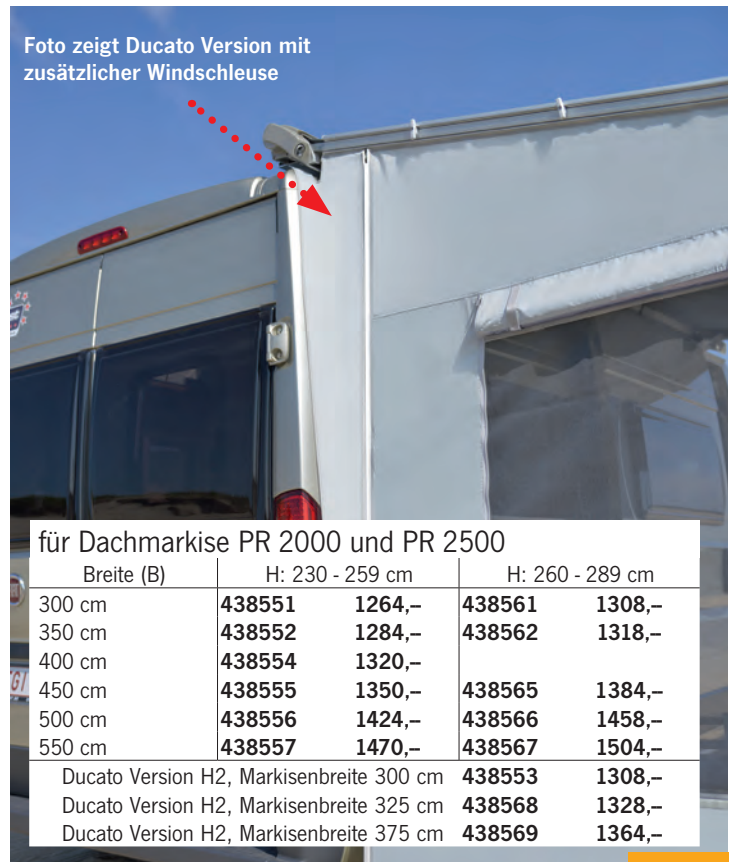 Foto zeigt Ducato Version mit
zusätzlicher Windschleuse
für Dachmarkise PR 2000 und PR 2500
Breite (B) H: 230 - 259 cm H: 260 - 289 cm
300 cm 438551 1264,– 438561 1308,–
350 cm 438552 1284,– 438562 1318,–
400 cm 438554 1320,–
450 cm 438555 1350,– 438565 1384,–
500 cm 438556 1424,– 438566 1458,–
550 cm 438557 1470,– 438567 1504,–
Ducato Version H2, Markisenbreite 300 cm 438553 1308,–
Ducato Version H2, Markisenbreite 325 cm 438568 1328,–
Ducato Version H2, Markisenbreite 375 cm 438569 1364,–